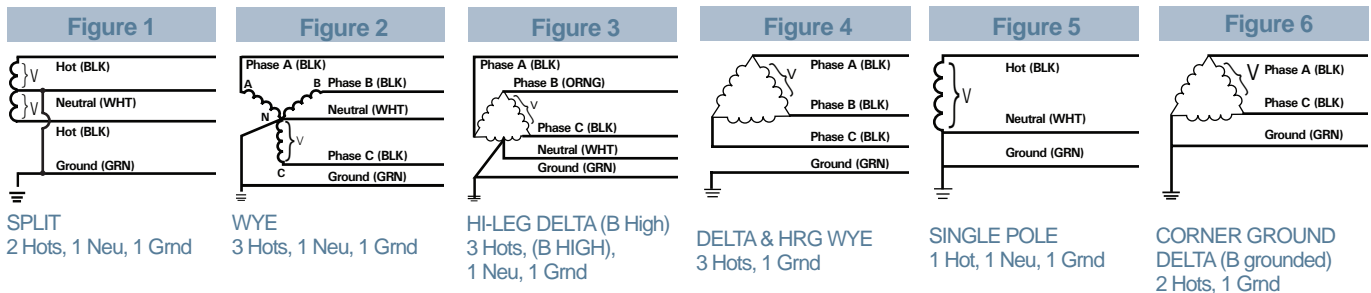 Figure 1
Hot (BLK)
V
Neutral (WHT)
V
Hot (BLK)
Ground (GRN)
SPLIT
2 Hots, 1 Neu, 1 Grnd
Figure 2
Phase A (BLK)
A
B
Phase B (BLK)
Neutral (WHT)
N
V
Phase C (BLK)
C
Ground (GRN)
WYE
3 Hots, 1 Neu, 1 Grnd
Figure 3
Phase A (BLK)
Phase B (ORNG)
V
Phase C (BLK)
Neutral (WHT)
Ground (GRN)
HI-LEG DELTA (B High)
3 Hots, (B HIGH),
1 Neu, 1 Grnd
Figure 4
Phase A (BLK)
V
Phase B (BLK)
Phase C (BLK)
Ground (GRN)
DELTA & HRG WYE
3 Hots, 1 Grnd
Figure 5
Hot (BLK)
V
Neutral (WHT)
Ground (GRN)
SINGLE POLE
1 Hot, 1 Neu, 1 Grnd
Figure 6
V Phase A (BLK)
Phase C (BLK)
Ground (GRN)
CORNER GROUND
DELTA (B grounded)
2 Hots, 1 Grnd